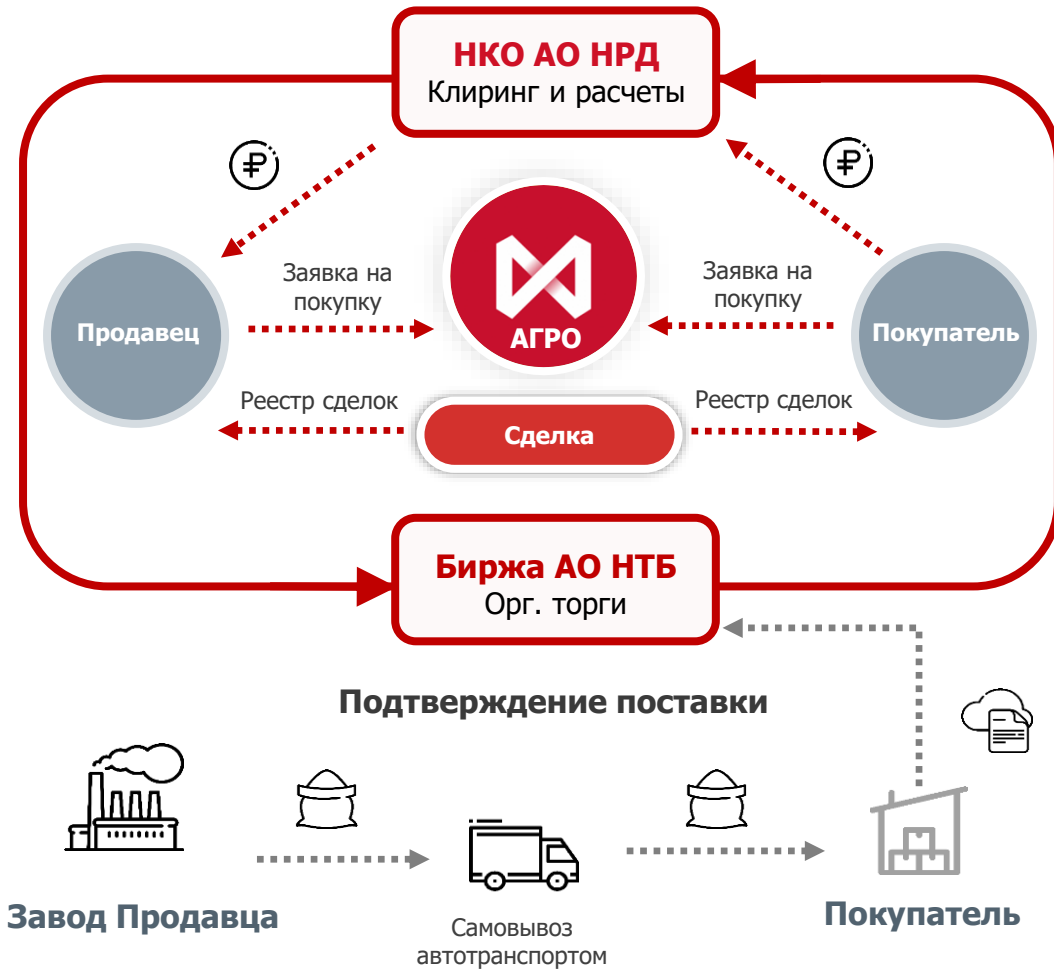 НКО АО НРД
Клиринг и расчеты
Заявка на
покупку
Заявка на
покупку
Продавец
АГРО
Покупатель
Реестр сделок
Сделка
Реестр сделок
Биржа АО НТБ
Орг. торги
Подтверждение поставки
Завод Продавца
Самовывоз
автотранспортом
Покупатель